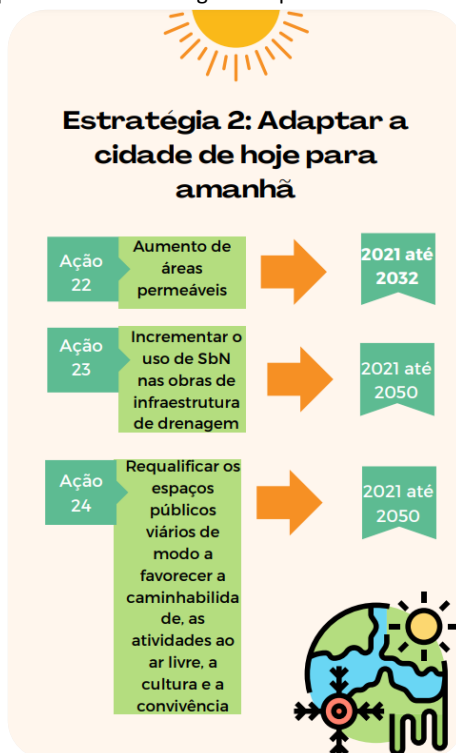 Estratégia 2: Adaptar a
cidade de hoje para
amanhã
Ação
22
Aumento de
áreas
permeáveis
2021 até
2032
Ação
23
Incrementar o
uso de SbN
nas obras de
infraestrutura
de drenagem
2021 até
2050
Ação
24
Requalificar os
espaços
públicos
viários de
modo a
favorecer a
caminhabilida
de, as
atividades ao
ar livre, a
cultura e a
convivência
2021 até
2050